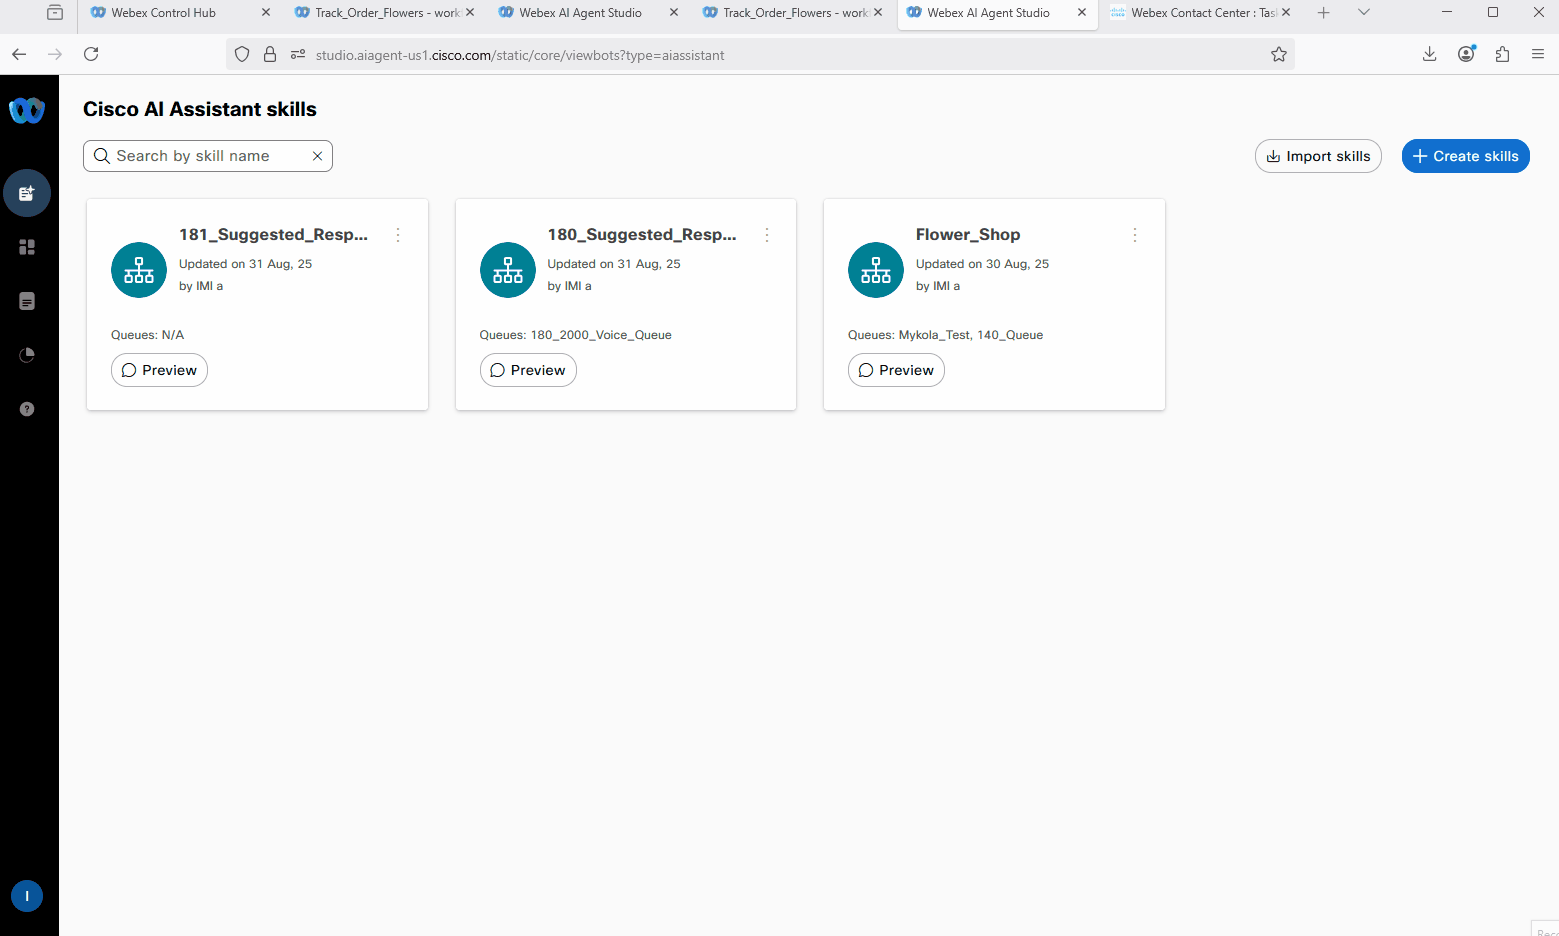 Webex Control Hub
Track_Order_Flowers - work
Webex AI Agent Studio
Track_Order_Flowers - work
Webex AI Agent Studio
Webex Contact Center : Tas
studio.aiagent-us1.cisco.com/static/core/viewbots?type=aiassistant
Cisco AI Assistant skills
Search by skill name
Import skills
Create skills
181_Suggested_Resp...
Updated on 31 Aug, 25
by IMI a
Queues: N/A
Preview
180_Suggested_Resp...
Updated on 31 Aug, 25
by IMI a
Queues: 180_2000_Voice_Queue
Preview
Flower_Shop
Updated on 30 Aug, 25
by IMI a
Queues: Mykola_Test, 140_Queue
Preview
I